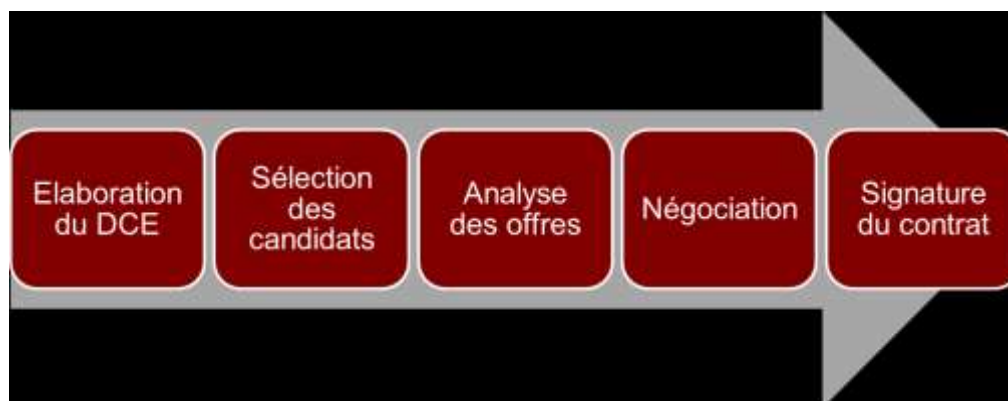 Elaboration
du DCE
Sélection
des
candidats
Analyse
des offres
Négociation
Signature
du contrat